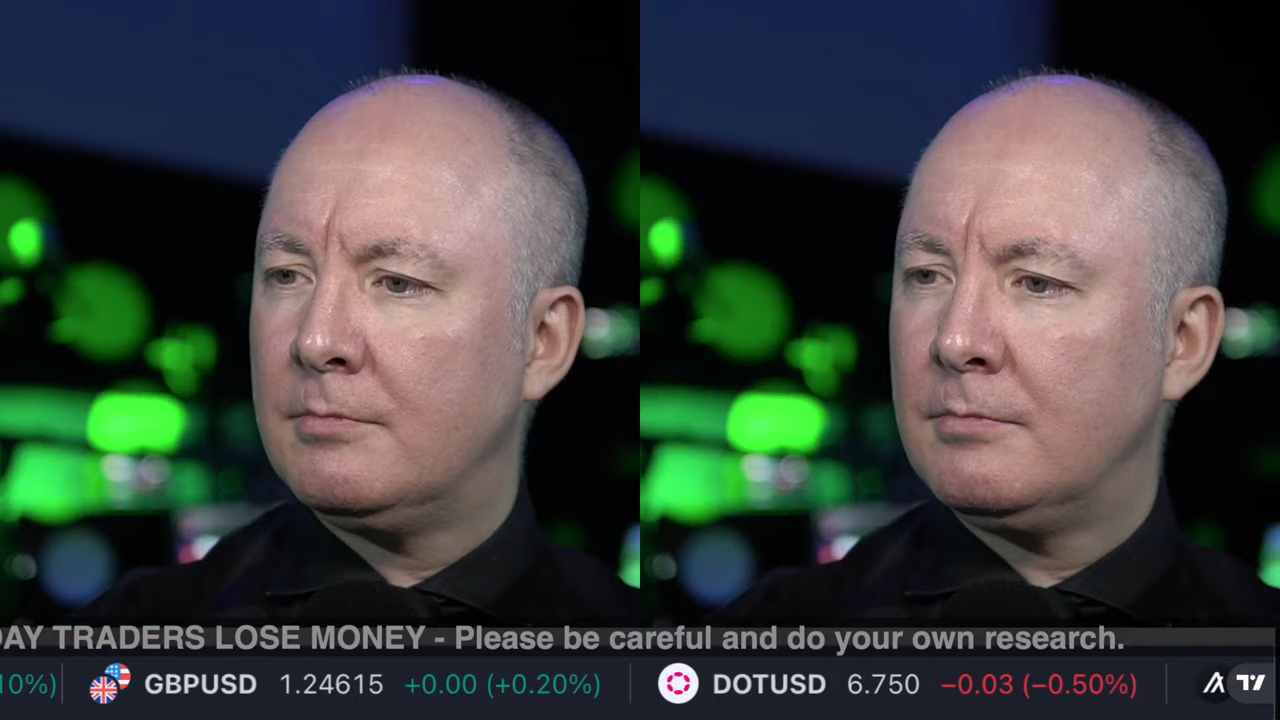 DAY TRADERS LOSE MONEY - Please be careful and do your own research.
10%) GBPUSD 1.24615 +0.00 (+0.20%) DOTUSD 6.750 −0.03 (−0.50%)